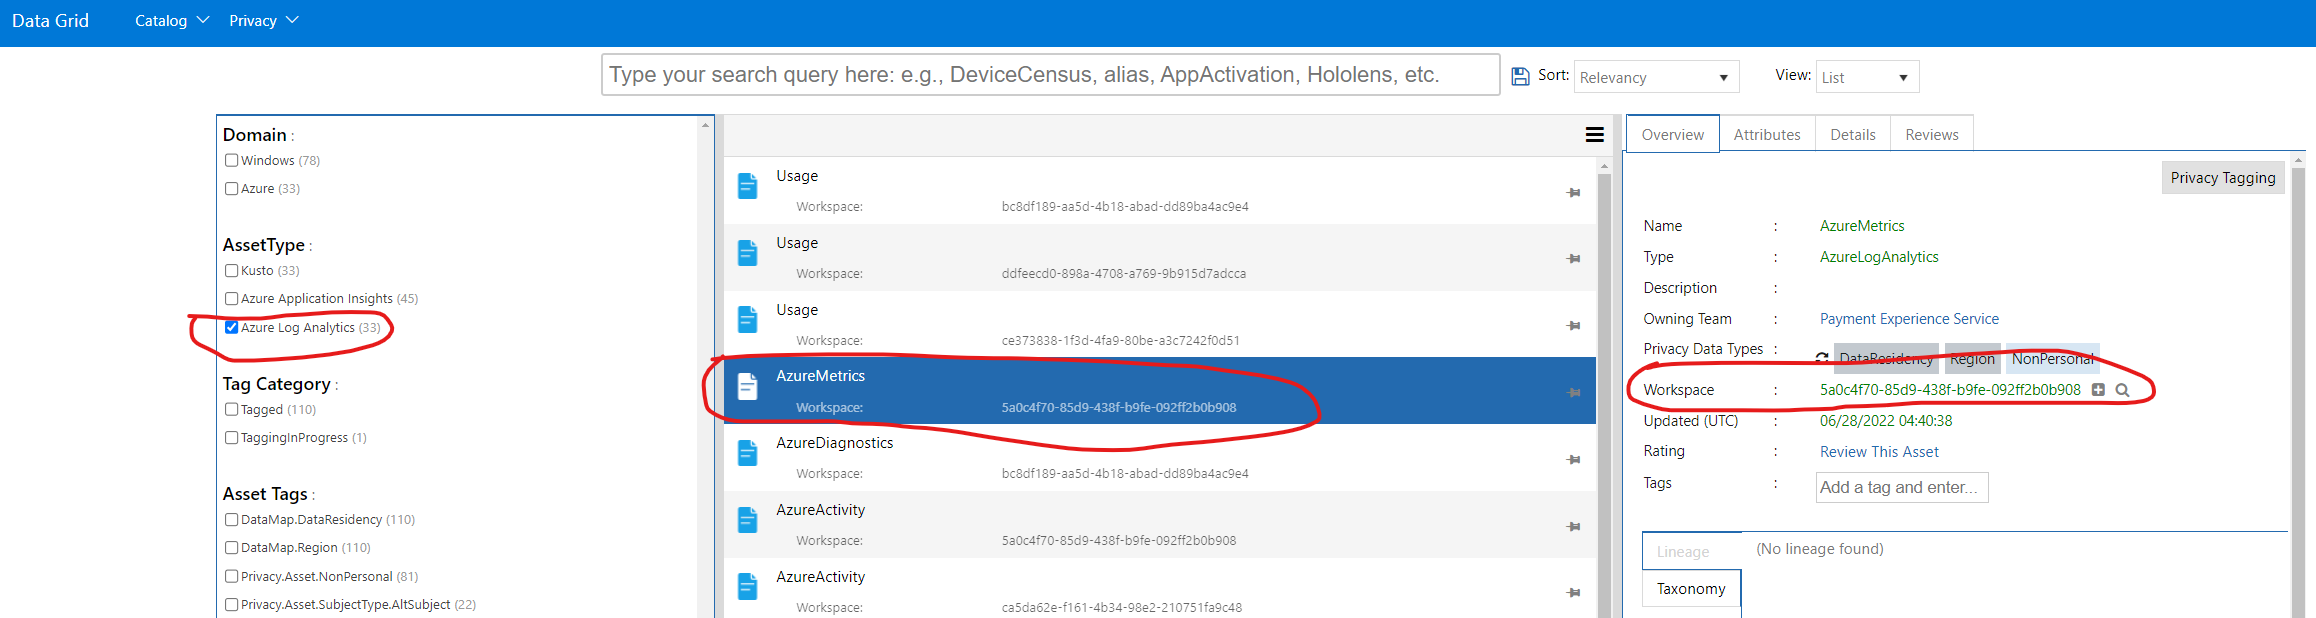 Data Grid Catalog Privacy
Type your search query here: e.g., DeviceCensus, alias, AppActivation, Hololens, etc. Sort: Relevancy View: List
Domain :
Windows (78)
Azure (33)
AssetType :
Kusto (33)
Azure Application Insights (45)
Azure Log Analytics (33)
Tag Category :
Tagged (110)
TaggingInProgress (1)
Asset Tags :
DataMap.DataResidency (110)
DataMap.Region (110)
Privacy.Asset.NonPersonal (81)
Privacy.Asset.SubjectType.AltSubject (22)
Usage
Workspace: bc8df189-aa5d-4b18-abad-dd89ba4ac9e4
Usage
Workspace: ddfeecd0-898a-4708-a769-9b915d7adcca
Usage
Workspace: ce373838-1f3d-4fa9-80be-a3c7242f0d51
AzureMetrics
Workspace: 5a0c4f70-85d9-438f-b9fe-092ff2b0b908
AzureDiagnostics
Workspace: bc8df189-aa5d-4b18-abad-dd89ba4ac9e4
AzureActivity
Workspace: 5a0c4f70-85d9-438f-b9fe-092ff2b0b908
AzureActivity
Workspace: ca5da62e-f161-4b34-98e2-210751fa9c48
Overview Attributes Details Reviews
Privacy Tagging
Name : AzureMetrics
Type : AzureLogAnalytics
Description :
Owning Team : Payment Experience Service
Privacy Data Types : DataResidency Region NonPersonal
Workspace : 5a0c4f70-85d9-438f-b9fe-092ff2b0b908
Updated (UTC) : 06/28/2022 04:40:38
Rating : Review This Asset
Tags : Add a tag and enter...
Lineage (No lineage found)
Taxonomy